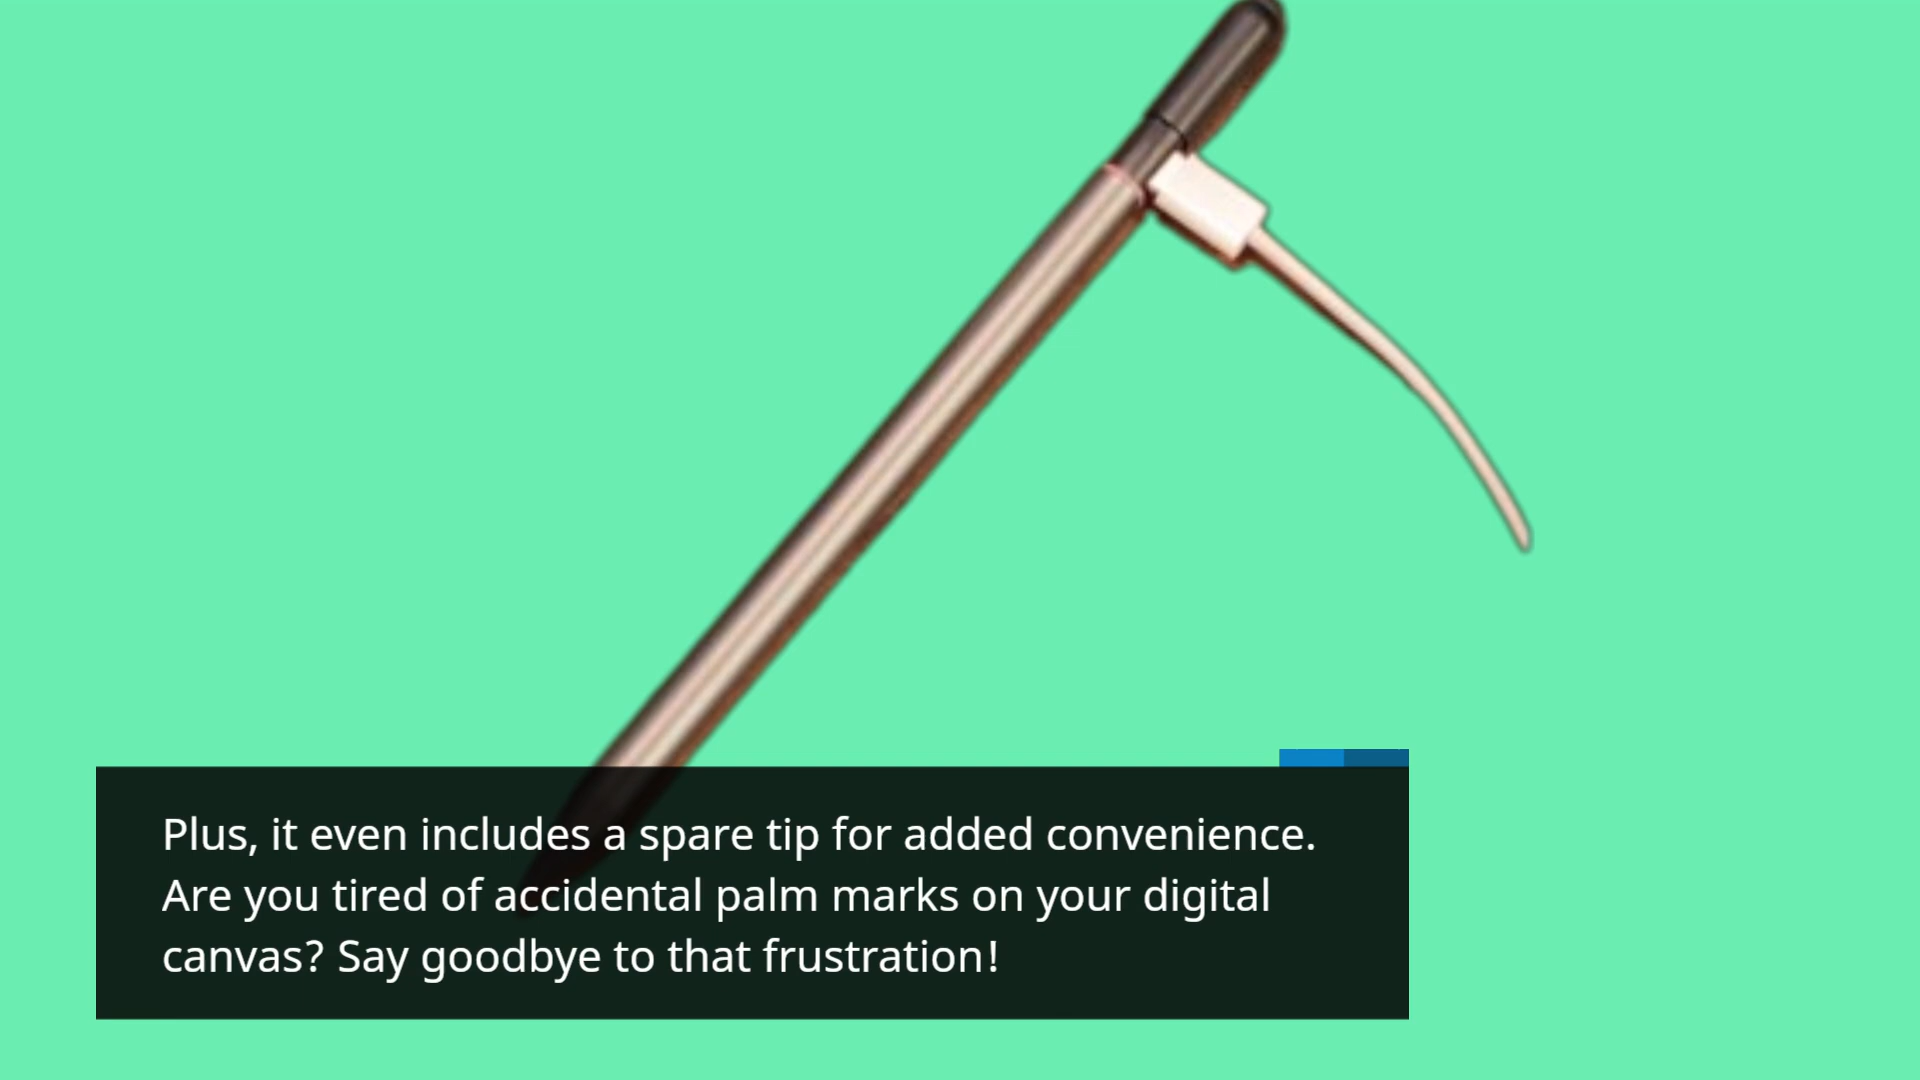 Plus, it even includes a spare tip for added convenience.
Are you tired of accidental palm marks on your digital
canvas? Say goodbye to that frustration!